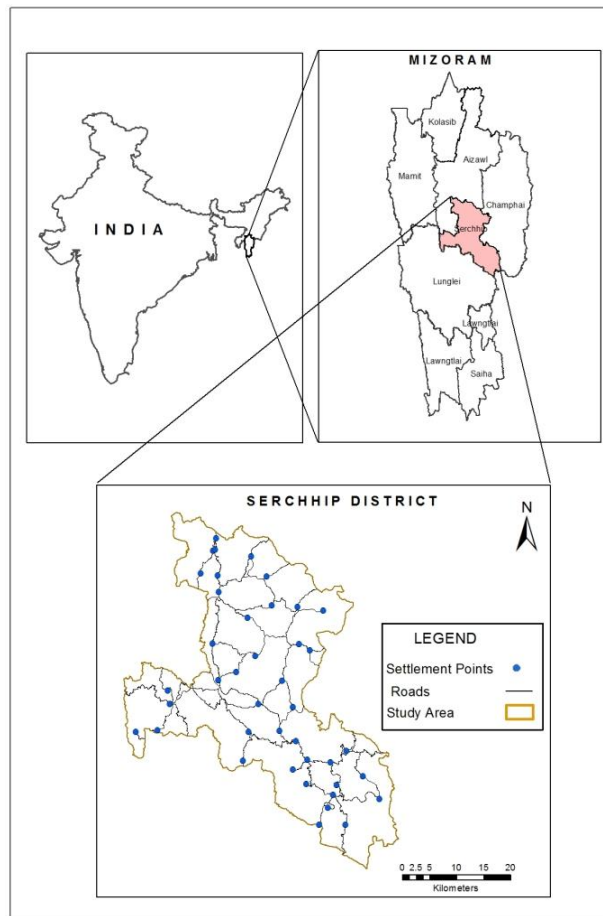 INDIA
MIZORAM
Kolasib
Aizawl
Mamit
Champhai
Serchhip
Lunglei
Lawngtlai
Lawngtlai
Saiha
SERCHHIP DISTRICT
N
LEGEND
Settlement Points
Roads
Study Area
0 2.5 5 10 15 20
Kilometers